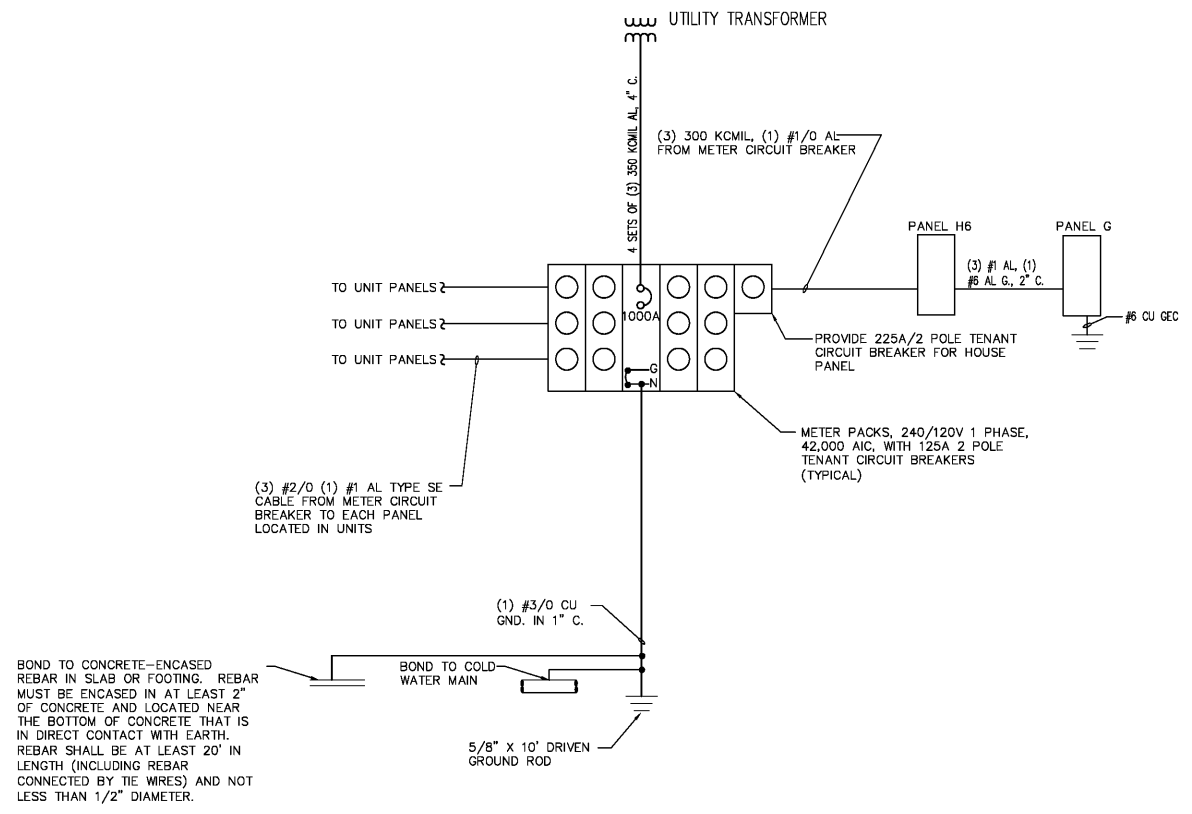 UTILITY TRANSFORMER
4 SETS OF (3) 350 KCMIL AL, 4" C.
(3) 300 KCMIL, (1) #1/0 AL
FROM METER CIRCUIT BREAKER
PANEL H6
PANEL G
(3) #1 AL, (1)
#6 AL G., 2" C.
#6 CU GEC
TO UNIT PANELS
TO UNIT PANELS
TO UNIT PANELS
1000A
G
N
PROVIDE 225A/2 POLE TENANT
CIRCUIT BREAKER FOR HOUSE
PANEL
METER PACKS, 240/120V 1 PHASE,
42,000 AIC, WITH 125A 2 POLE
TENANT CIRCUIT BREAKERS
(TYPICAL)
(3) #2/0 (1) #1 AL TYPE SE
CABLE FROM METER CIRCUIT
BREAKER TO EACH PANEL
LOCATED IN UNITS
(1) #3/0 CU
GND. IN 1" C.
BOND TO CONCRETE-ENCASED
REBAR IN SLAB OR FOOTING. REBAR
MUST BE ENCASED IN AT LEAST 2"
OF CONCRETE AND LOCATED NEAR
THE BOTTOM OF CONCRETE THAT IS
IN DIRECT CONTACT WITH EARTH.
REBAR SHALL BE AT LEAST 20' IN
LENGTH (INCLUDING REBAR
CONNECTED BY TIE WIRES) AND NOT
LESS THAN 1/2" DIAMETER.
BOND TO COLD
WATER MAIN
5/8" X 10' DRIVEN
GROUND ROD